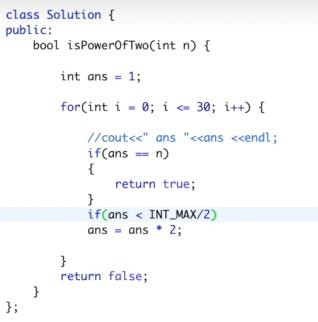 class Solution {
public:
    bool isPowerOfTwo(int n) {
        int ans = 1;
        for(int i = 0; i <= 30; i++) {
            //cout<<" ans "<<ans <<endl;
            if(ans == n)
            {
                return true;
            }
            if(ans < INT_MAX/2)
            ans = ans * 2;
        }
        return false;
    }
};